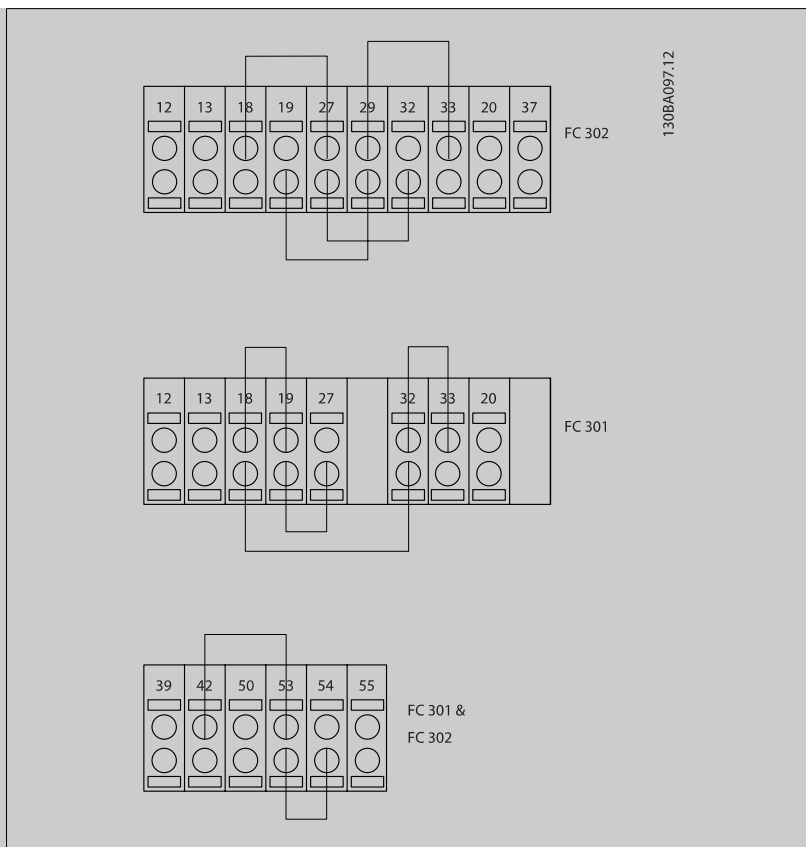 130BA097.12
12 13 18 19 27 29 32 33 20 37
FC 302
12 13 18 19 27 32 33 20
FC 301
39 42 50 53 54 55
FC 301 &
FC 302